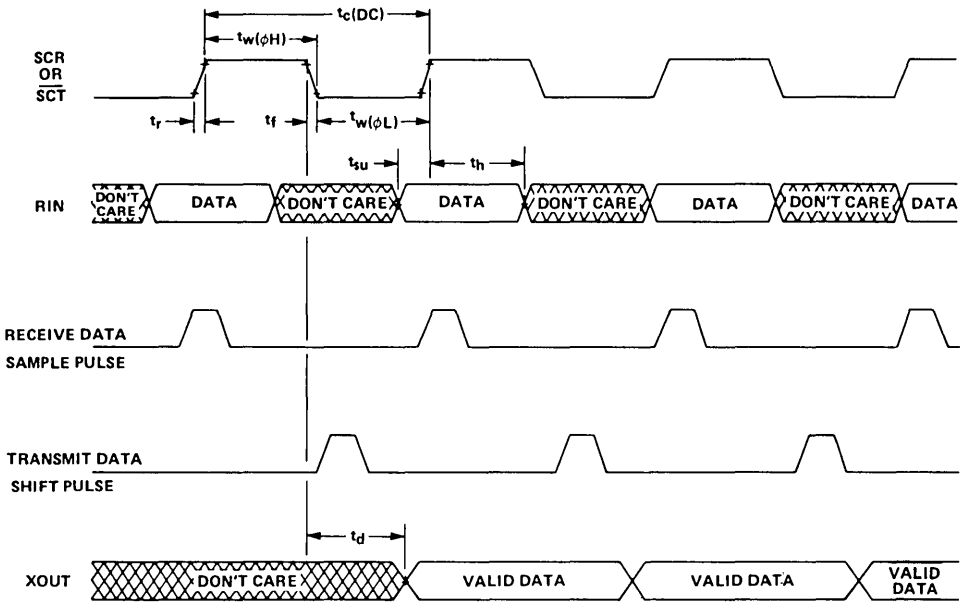 tc(DC)
tw(ϕH)
SCR
OR
SCT
tr
tf
tw(ϕL)
tsu
th
RIN
DON'T
CARE
DATA
DON'T CARE
DATA
DON'T CARE
DATA
DON'T CARE
DATA
RECEIVE DATA
SAMPLE PULSE
TRANSMIT DATA
SHIFT PULSE
td
XOUT
DON'T CARE
VALID DATA
VALID DATA
VALID
DATA